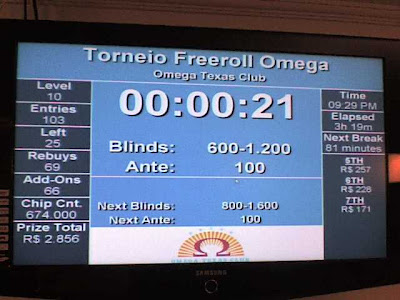 Torneio Freeroll Omega
Omega Texas Club
Level
10
Entries
103
Left
25
Rebuys
69
Add-Ons
66
Chip Cnt.
674.000
Prize Total
R$ 2.856
00:00:21
Blinds: 600-1.200
Ante: 100
Next Blinds: 800-1.600
Next Ante: 100
Time
09:29 PM
Elapsed
3h 19m
Next Break
81 minutes
5TH
R$ 257
6TH
R$ 228
7TH
R$ 171
OMEGA TEXAS CLUB
SAMSUNG